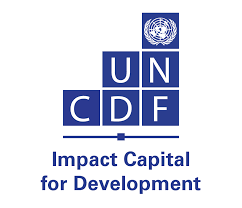 UN
CDF
Impact Capital
for Development